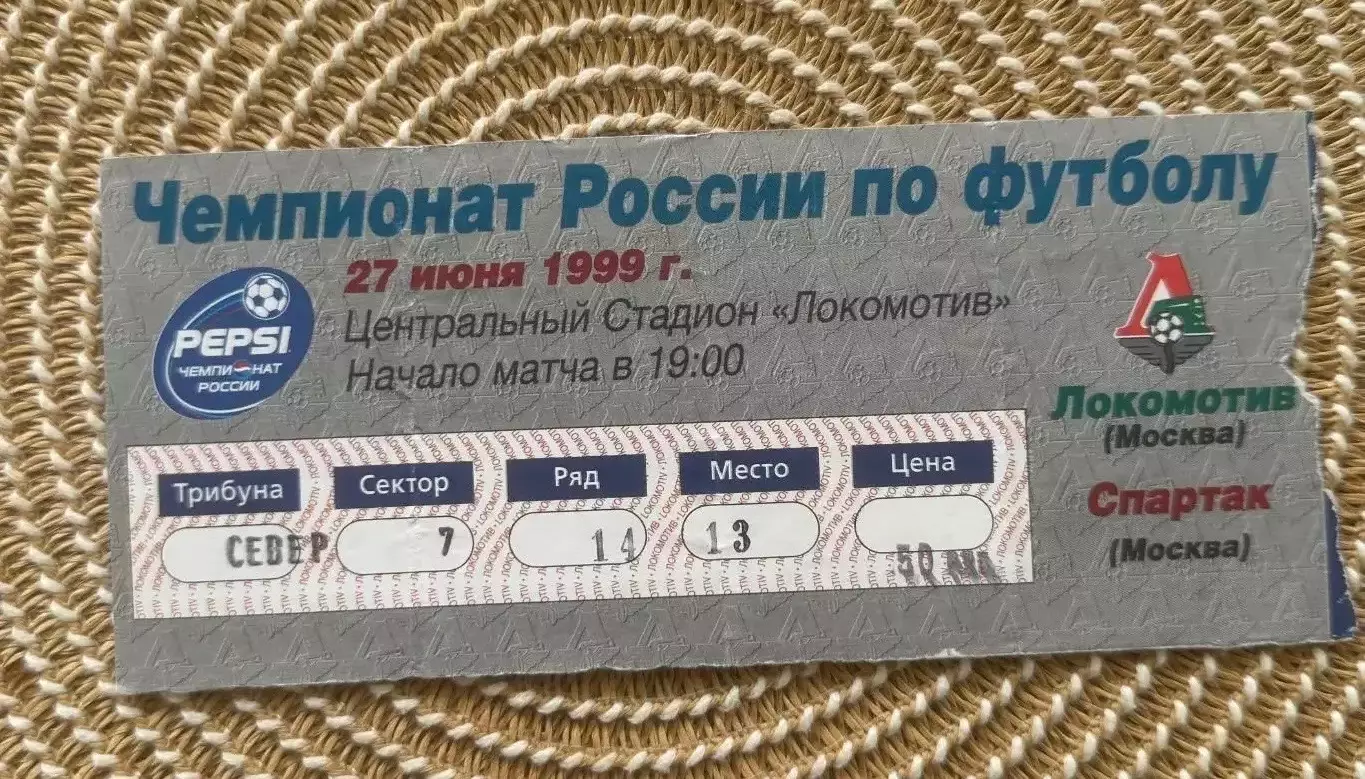 Чемпионат России по футболу
27 июня 1999 г.
Центральный Стадион «Локомотив»
Начало матча в 19:00
PEPSI
ЧЕМПИОНАТ
РОССИИ
Локомотив
(Москва)
Спартак
(Москва)
Трибуна Сектор Ряд Место Цена
СЕВЕР 7 14 13 50